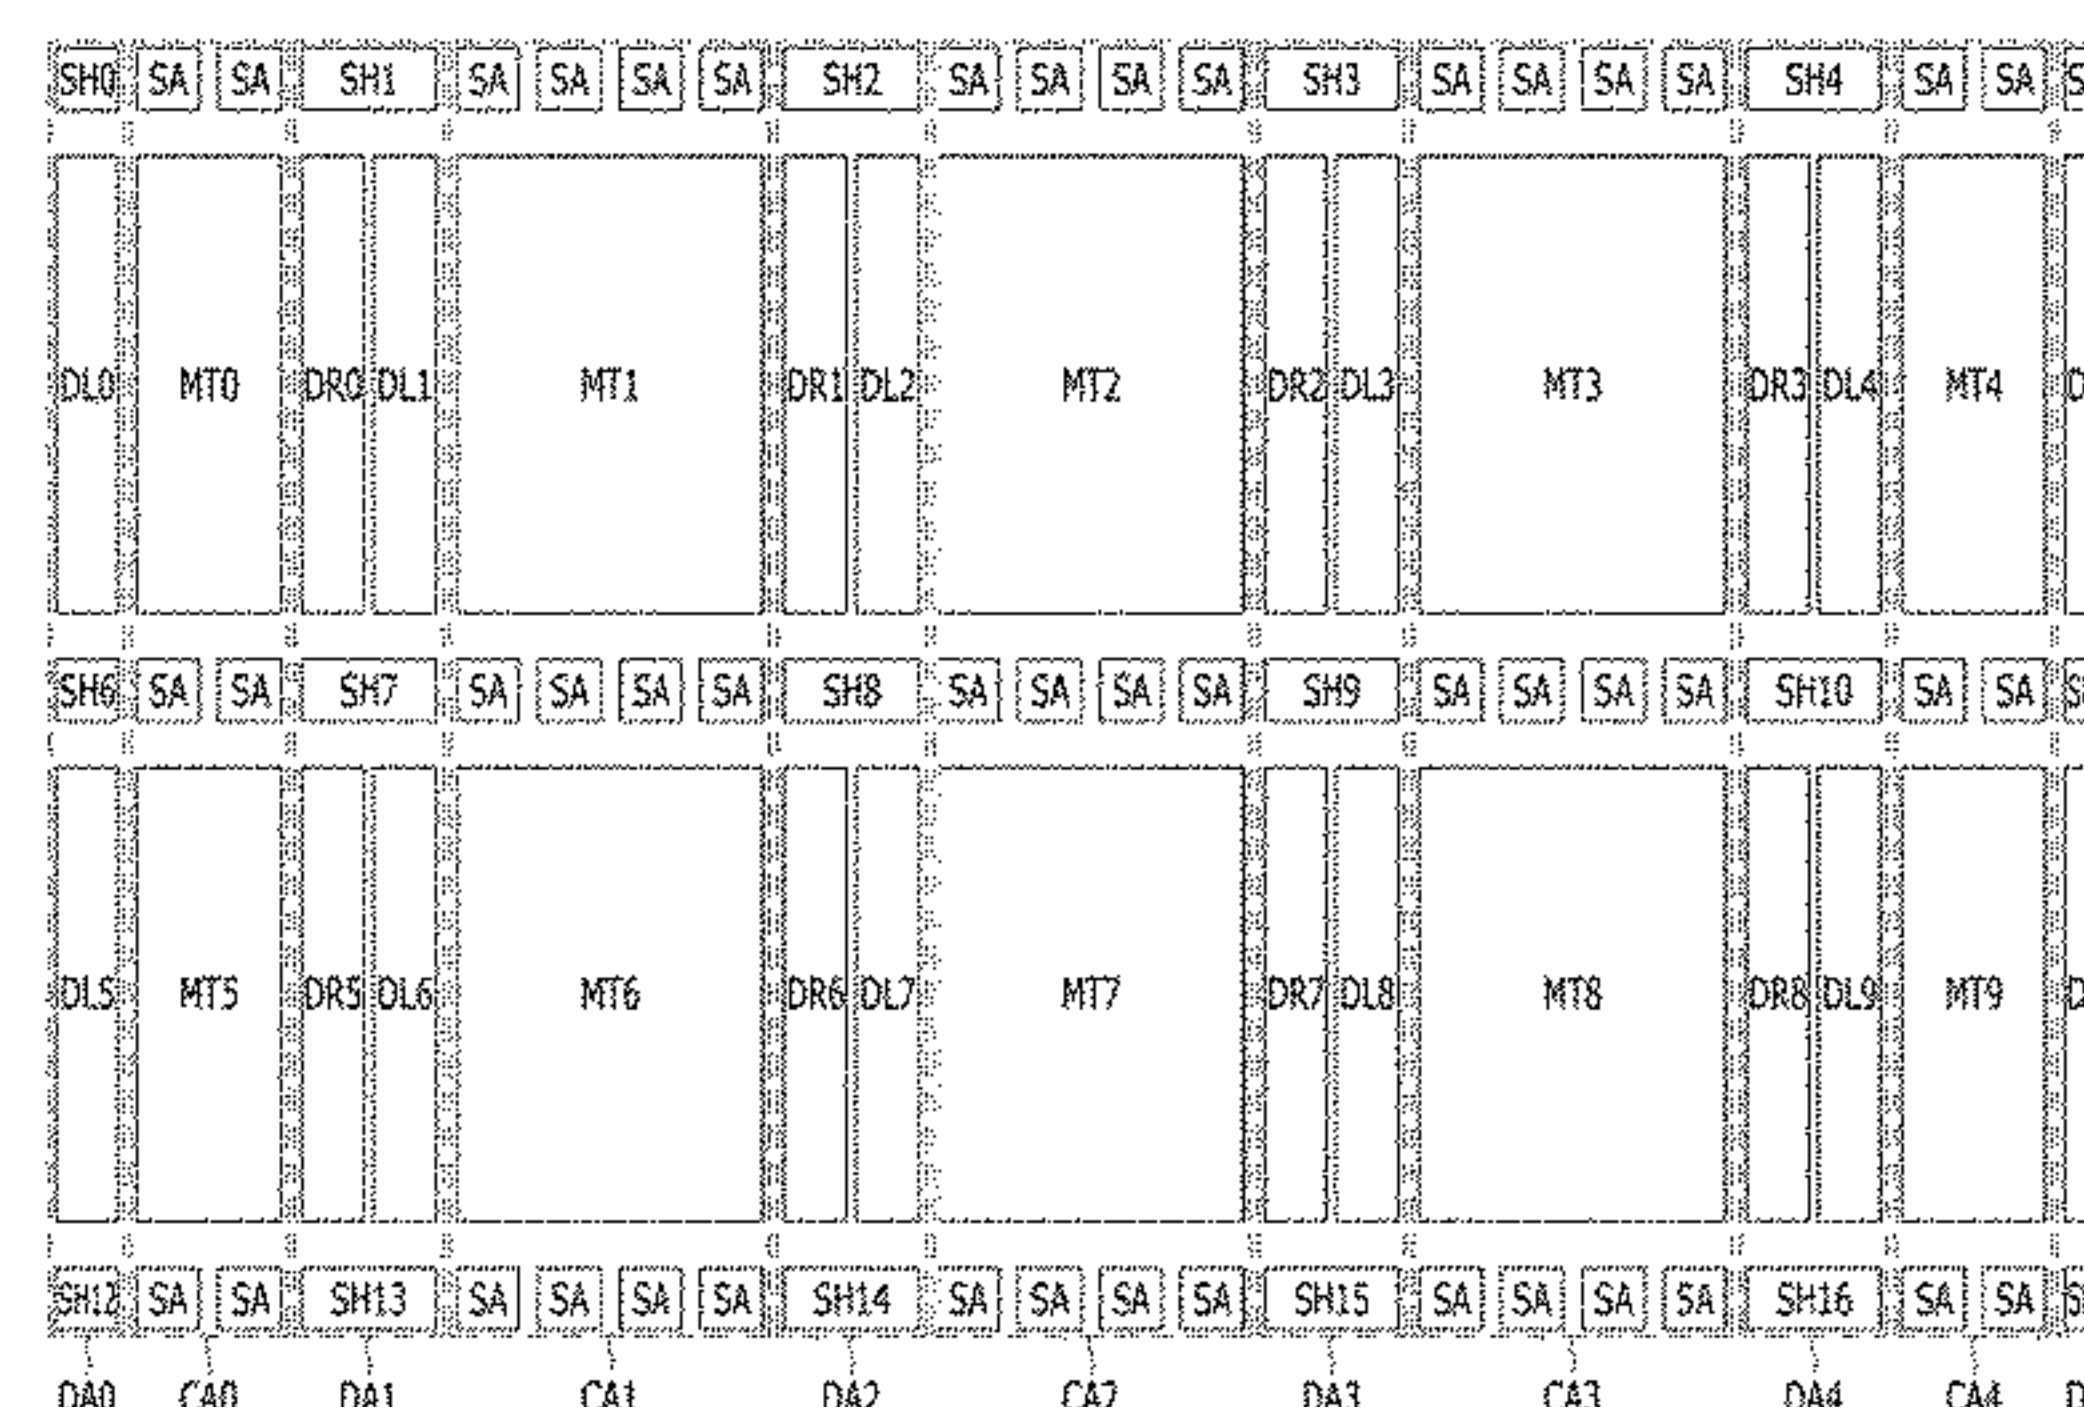 SH0 SA SA SH1 SA SA SA SA SH2 SA SA SA SA SH3 SA SA SA SA SH4 SA SA
DL0 MT0 DR0 DL1 MT1 DR1 DL2 MT2 DR2 DL3 MT3 DR3 DL4 MT4
SH6 SA SA SH7 SA SA SA SA SH8 SA SA SA SA SH9 SA SA SA SA SH10 SA SA
DL5 MT5 DR5 DL6 MT6 DR6 DL7 MT7 DR7 DL8 MT8 DR8 DL9 MT9
SH12 SA SA SH13 SA SA SA SA SH14 SA SA SA SA SH15 SA SA SA SA SH16 SA SA
DA0 CA0 DA1 CA1 DA2 CA2 DA3 CA3 DA4 CA4